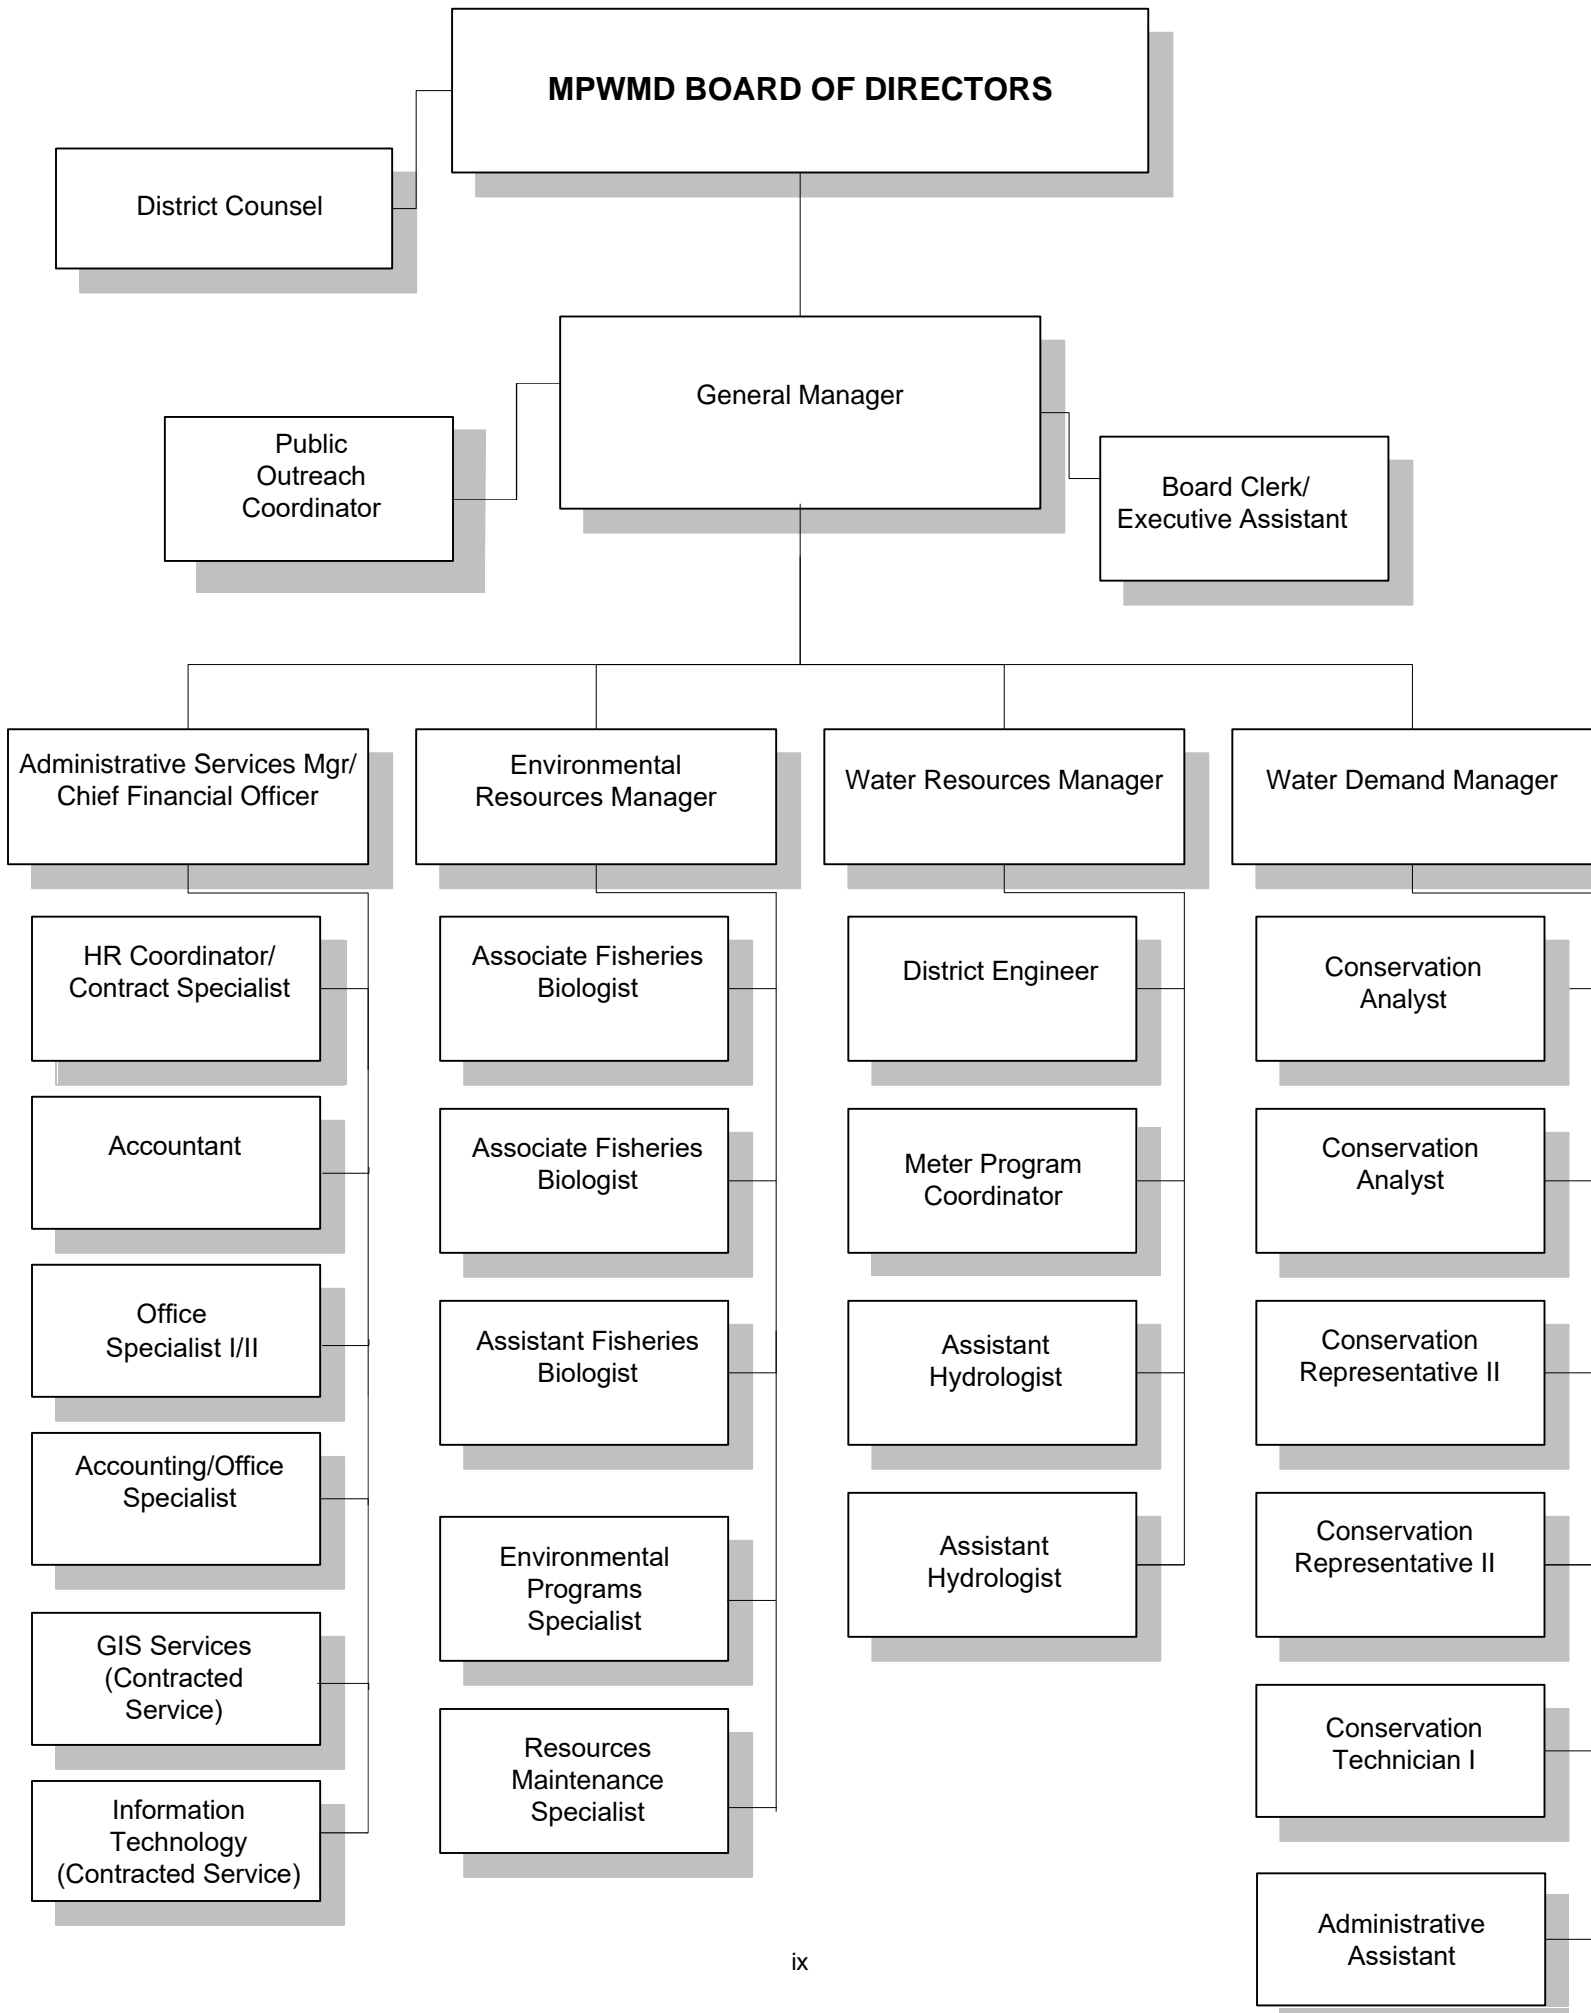 MPWMD BOARD OF DIRECTORS
District Counsel
General Manager
Public
Outreach
Coordinator
Board Clerk/
Executive Assistant
Administrative Services Mgr/
Chief Financial Officer
Environmental
Resources Manager
Water Resources Manager
Water Demand Manager
HR Coordinator/
Contract Specialist
Accountant
Office
Specialist I/II
Accounting/Office
Specialist
GIS Services
(Contracted
Service)
Information
Technology
(Contracted Service)
Associate Fisheries
Biologist
Associate Fisheries
Biologist
Assistant Fisheries
Biologist
Environmental
Programs
Specialist
Resources
Maintenance
Specialist
District Engineer
Meter Program
Coordinator
Assistant
Hydrologist
Assistant
Hydrologist
Conservation
Analyst
Conservation
Analyst
Conservation
Representative II
Conservation
Representative II
Conservation
Technician I
Administrative
Assistant
ix